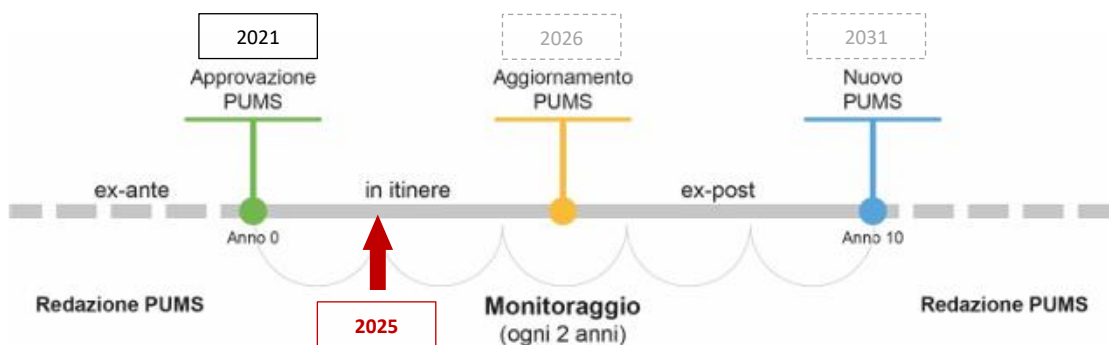 2021
2026
2031
Approvazione
PUMS
Aggiornamento
PUMS
Nuovo
PUMS
ex-ante
in itinere
ex-post
Anno 0
Anno 10
Redazione PUMS
2025
Monitoraggio
(ogni 2 anni)
Redazione PUMS